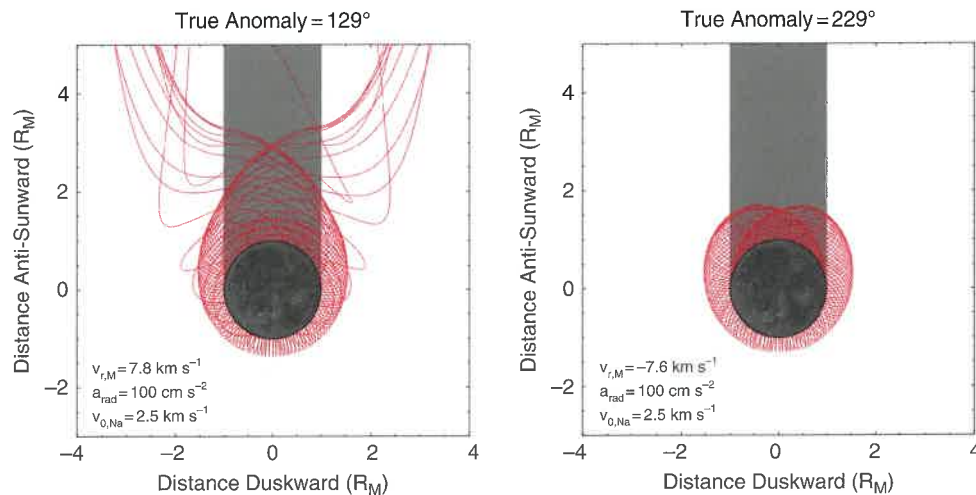 True Anomaly = 129°
Distance Anti-Sunward (R_M)
4
2
0
−2
v_r,M = 7.8 km s⁻¹
a_rad = 100 cm s⁻²
v_0,Na = 2.5 km s⁻¹
−4 −2 0 2 4
Distance Duskward (R_M)
True Anomaly = 229°
Distance Anti-Sunward (R_M)
4
2
0
−2
v_r,M = −7.6 km s⁻¹
a_rad = 100 cm s⁻²
v_0,Na = 2.5 km s⁻¹
−4 −2 0 2 4
Distance Duskward (R_M)